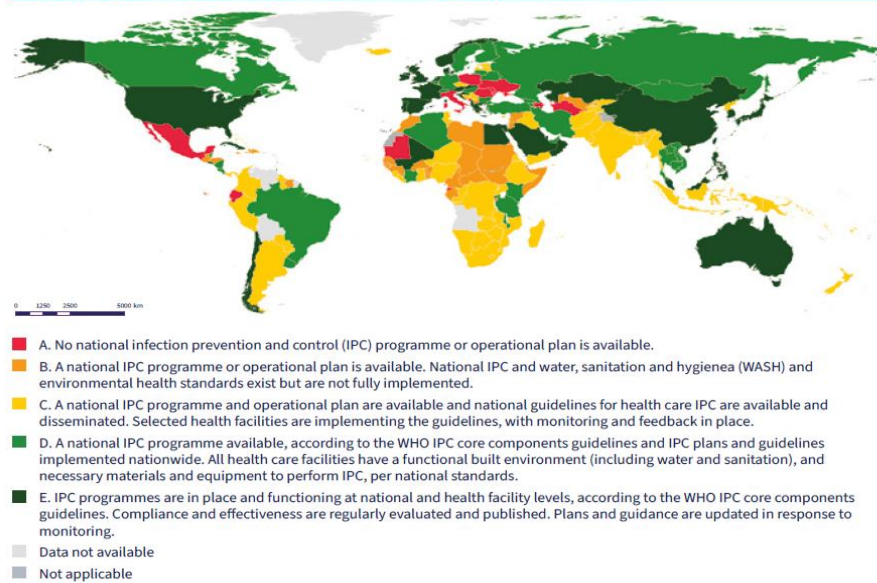 0 1250 2500 5000 km
A. No national infection prevention and control (IPC) programme or operational plan is available.
B. A national IPC programme or operational plan is available. National IPC and water, sanitation and hygienea (WASH) and
environmental health standards exist but are not fully implemented.
C. A national IPC programme and operational plan are available and national guidelines for health care IPC are available and
disseminated. Selected health facilities are implementing the guidelines, with monitoring and feedback in place.
D. A national IPC programme available, according to the WHO IPC core components guidelines and IPC plans and guidelines
implemented nationwide. All health care facilities have a functional built environment (including water and sanitation), and
necessary materials and equipment to perform IPC, per national standards.
E. IPC programmes are in place and functioning at national and health facility levels, according to the WHO IPC core components
guidelines. Compliance and effectiveness are regularly evaluated and published. Plans and guidance are updated in response to
monitoring.
Data not available
Not applicable